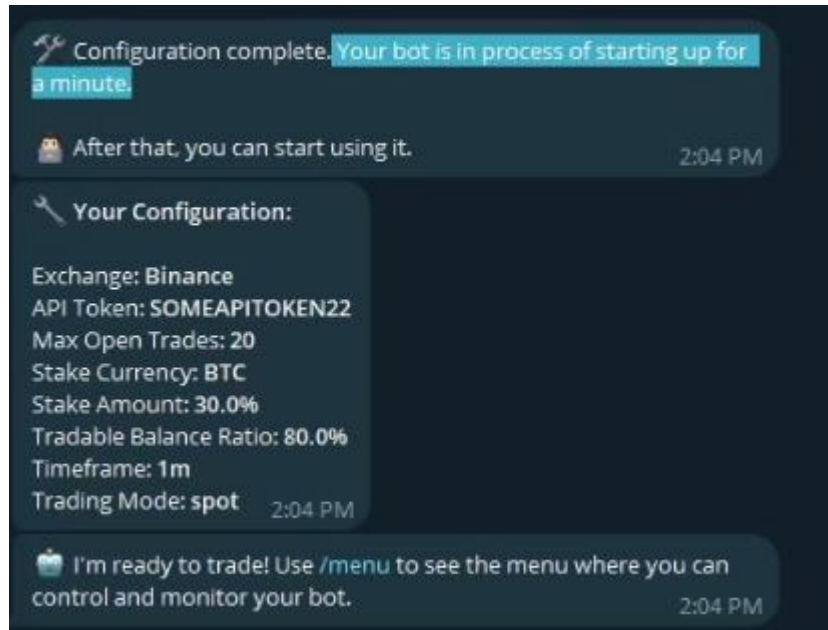 Configuration complete. Your bot is in process of starting up for
a minute.
After that, you can start using it.
2:04 PM
Your Configuration:
Exchange: Binance
API Token: SOMEAPITOKEN22
Max Open Trades: 20
Stake Currency: BTC
Stake Amount: 30.0%
Tradable Balance Ratio: 80.0%
Timeframe: 1m
Trading Mode: spot 2:04 PM
I'm ready to trade! Use /menu to see the menu where you can
control and monitor your bot.
2:04 PM